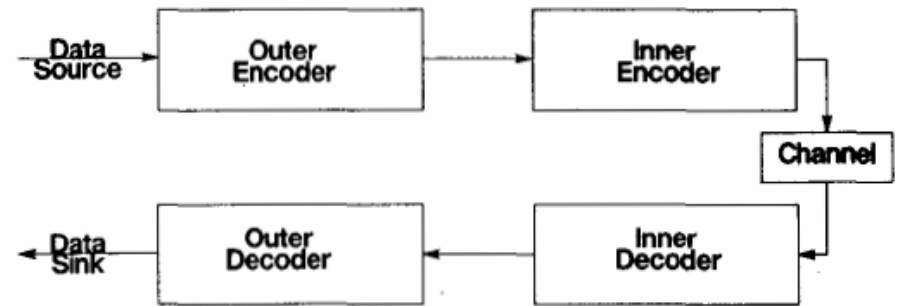 Data
Source
Outer
Encoder
Inner
Encoder
Channel
Data
Sink
Outer
Decoder
Inner
Decoder